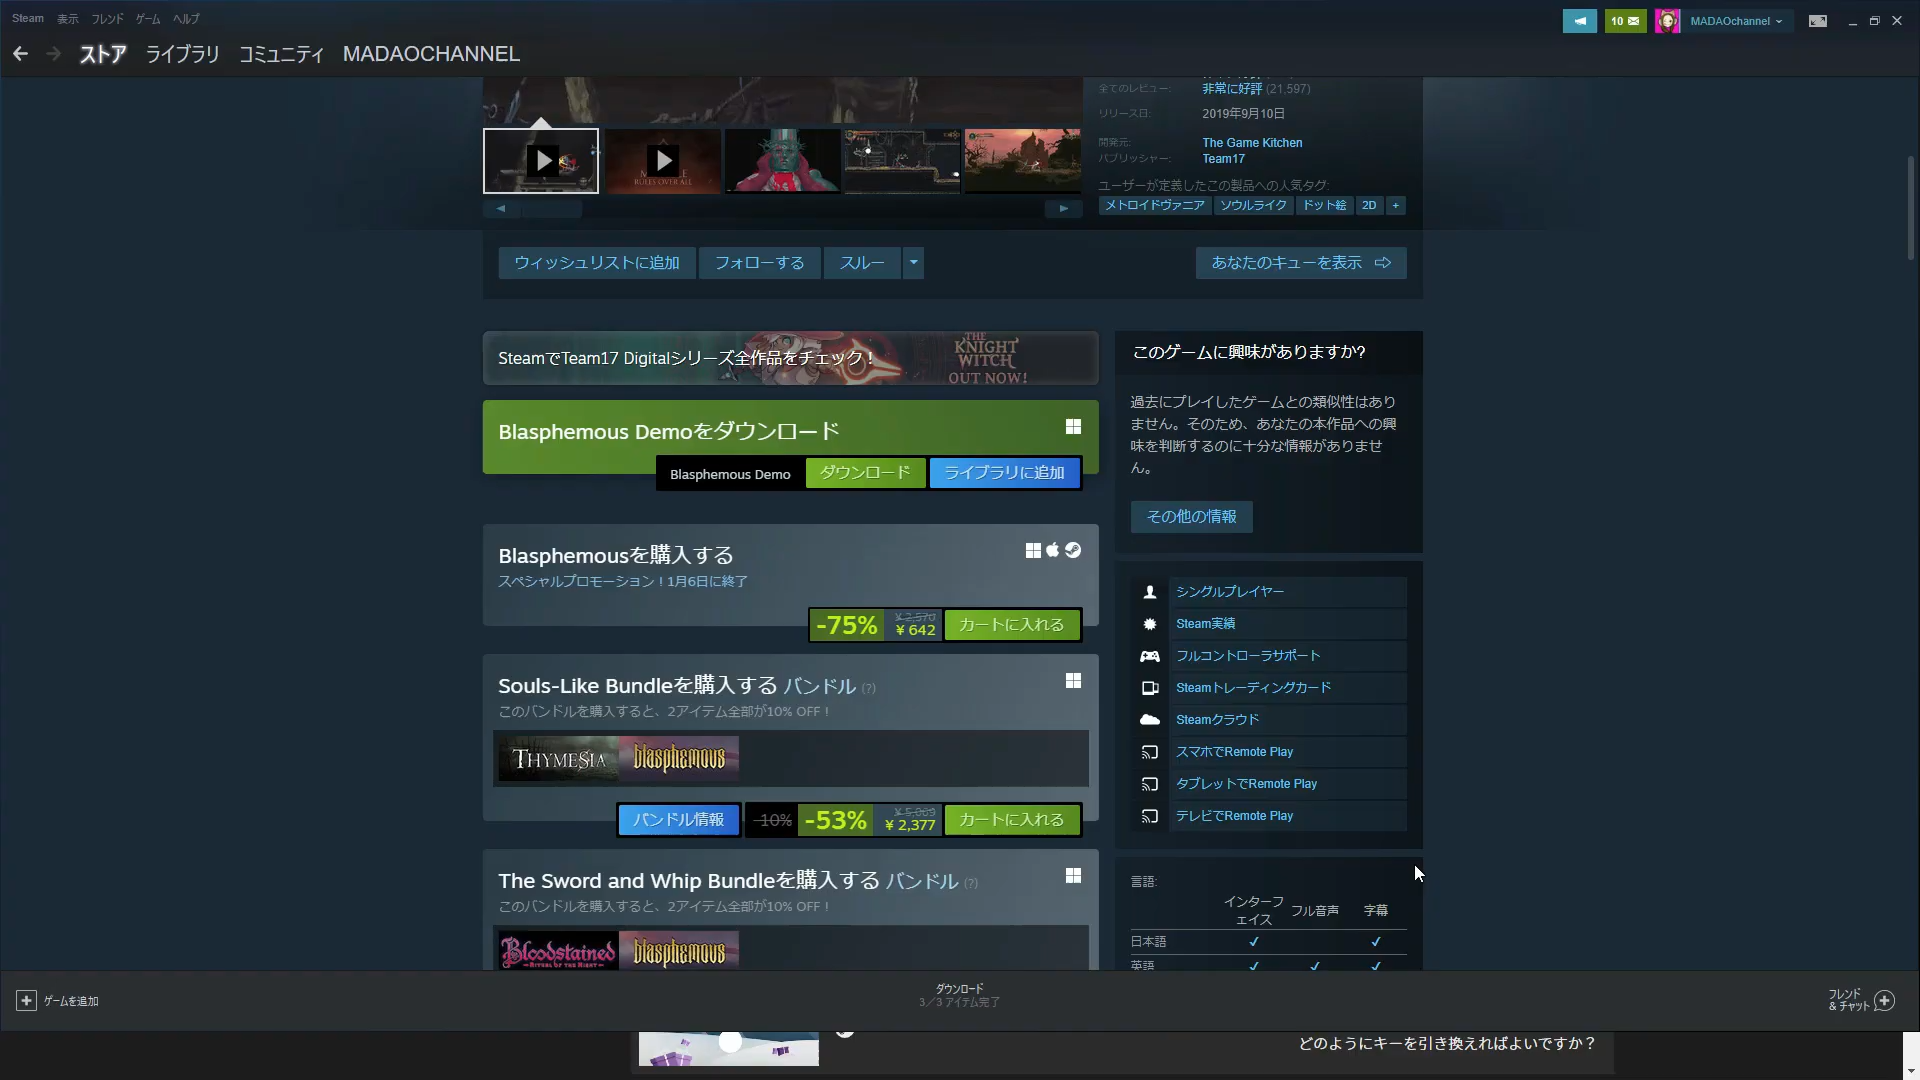 Steam 表示 フレンド ゲーム ヘルプ
10
MADAOchannel
ストア ライブラリ コミュニティ MADAOCHANNEL
全てのレビュー: 非常に好評 (21,597)
リリース日: 2019年9月10日
開発元: The Game Kitchen
パブリッシャー: Team17
RULES OVER ALL
ユーザーが定義したこの製品への人気タグ:
メトロイドヴァニア ソウルライク ドット絵 2D +
ウィッシュリストに追加 フォローする スルー
あなたのキューを表示
SteamでTeam17 Digitalシリーズ全作品をチェック！
THE
KNIGHT
WITCH
OUT NOW!
Blasphemous Demoをダウンロード
Blasphemous Demo ダウンロード ライブラリに追加
Blasphemousを購入する
スペシャルプロモーション！1月6日に終了
-75% ¥ 2,570 ¥ 642 カートに入れる
Souls-Like Bundleを購入する バンドル (?)
このバンドルを購入すると、2アイテム全部が10% OFF！
THYMESIA blasphemous
バンドル情報 -10% -53% ¥ 5,069 ¥ 2,377 カートに入れる
The Sword and Whip Bundleを購入する バンドル (?)
このバンドルを購入すると、2アイテム全部が10% OFF！
Bloodstained blasphemous
RITUAL OF THE NIGHT
このゲームに興味がありますか?
過去にプレイしたゲームとの類似性はあり
ません。そのため、あなたの本作品への興
味を判断するのに十分な情報がありませ
ん。
その他の情報
シングルプレイヤー
Steam実績
フルコントローラサポート
Steamトレーディングカード
Steamクラウド
スマホでRemote Play
タブレットでRemote Play
テレビでRemote Play
言語:
インターフ
ェイス フル音声 字幕
日本語 ✔ ✔
英語 ✔ ✔ ✔
ゲームを追加
ダウンロード
3／3 アイテム完了
フレンド
& チャット
どのようにキーを引き換えればよいですか？